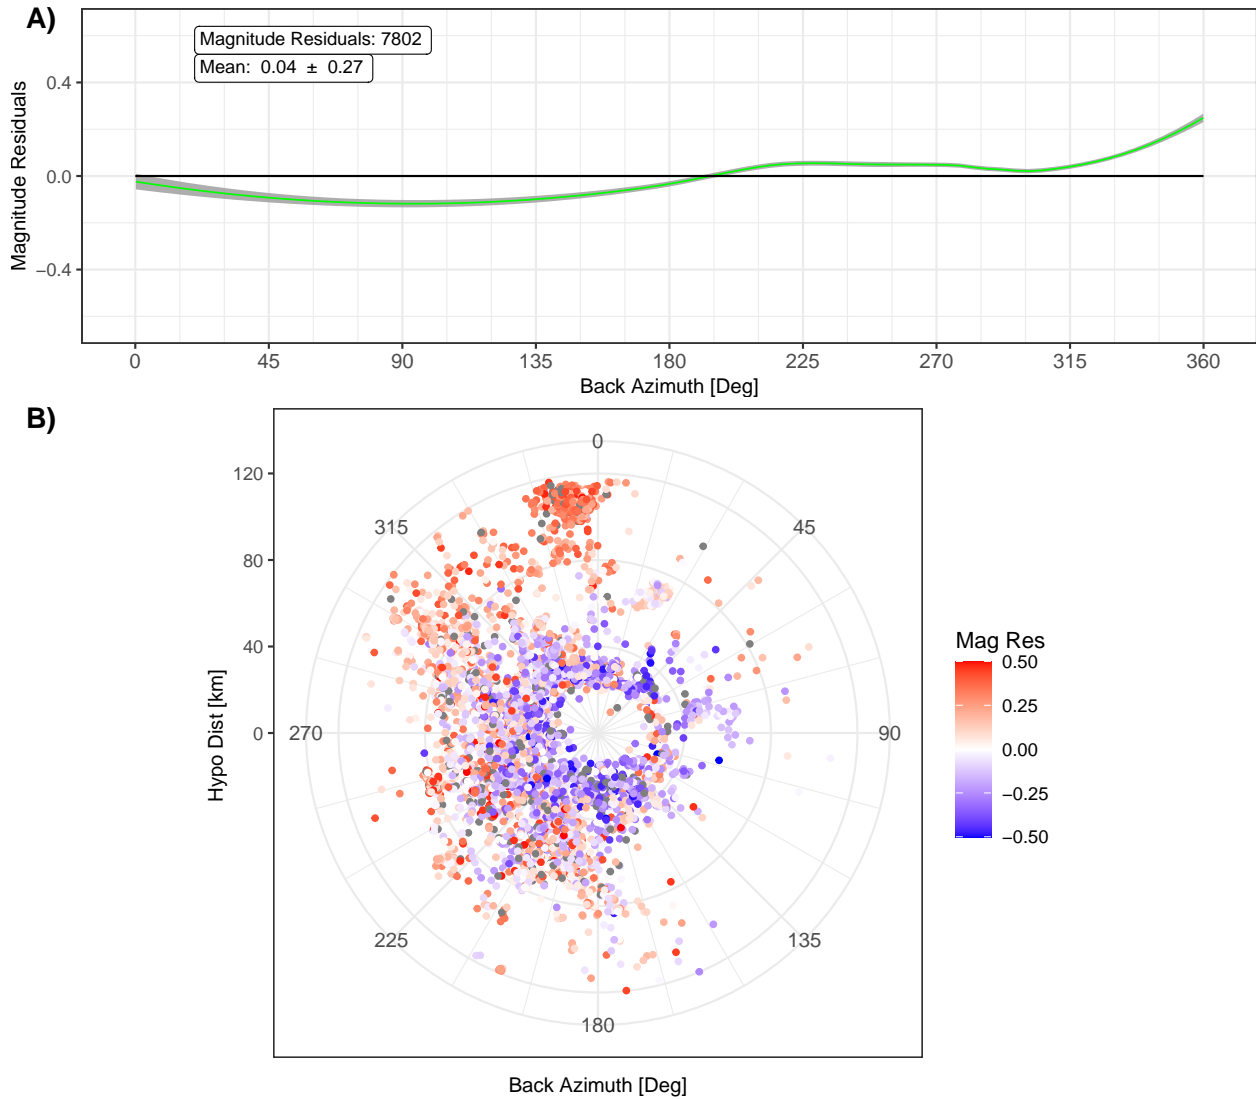 A)
Magnitude Residuals: 7802
Mean:  0.04  ±  0.27
Magnitude Residuals
0.4
0.0
−0.4
0 45 90 135 180 225 270 315 360
Back Azimuth [Deg]
B)
Hypo Dist [km]
120
80
40
0
0
45
90
135
180
225
270
315
Back Azimuth [Deg]
Mag Res
0.50
0.25
0.00
−0.25
−0.50